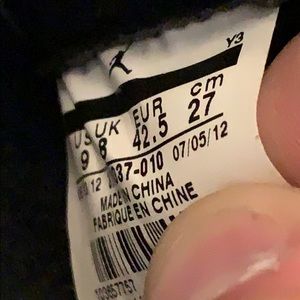 Y3
US UK EUR cm
9 8 42.5 27
12 37-010 07/05/12
MADE IN CHINA
FABRIQUE EN CHINE